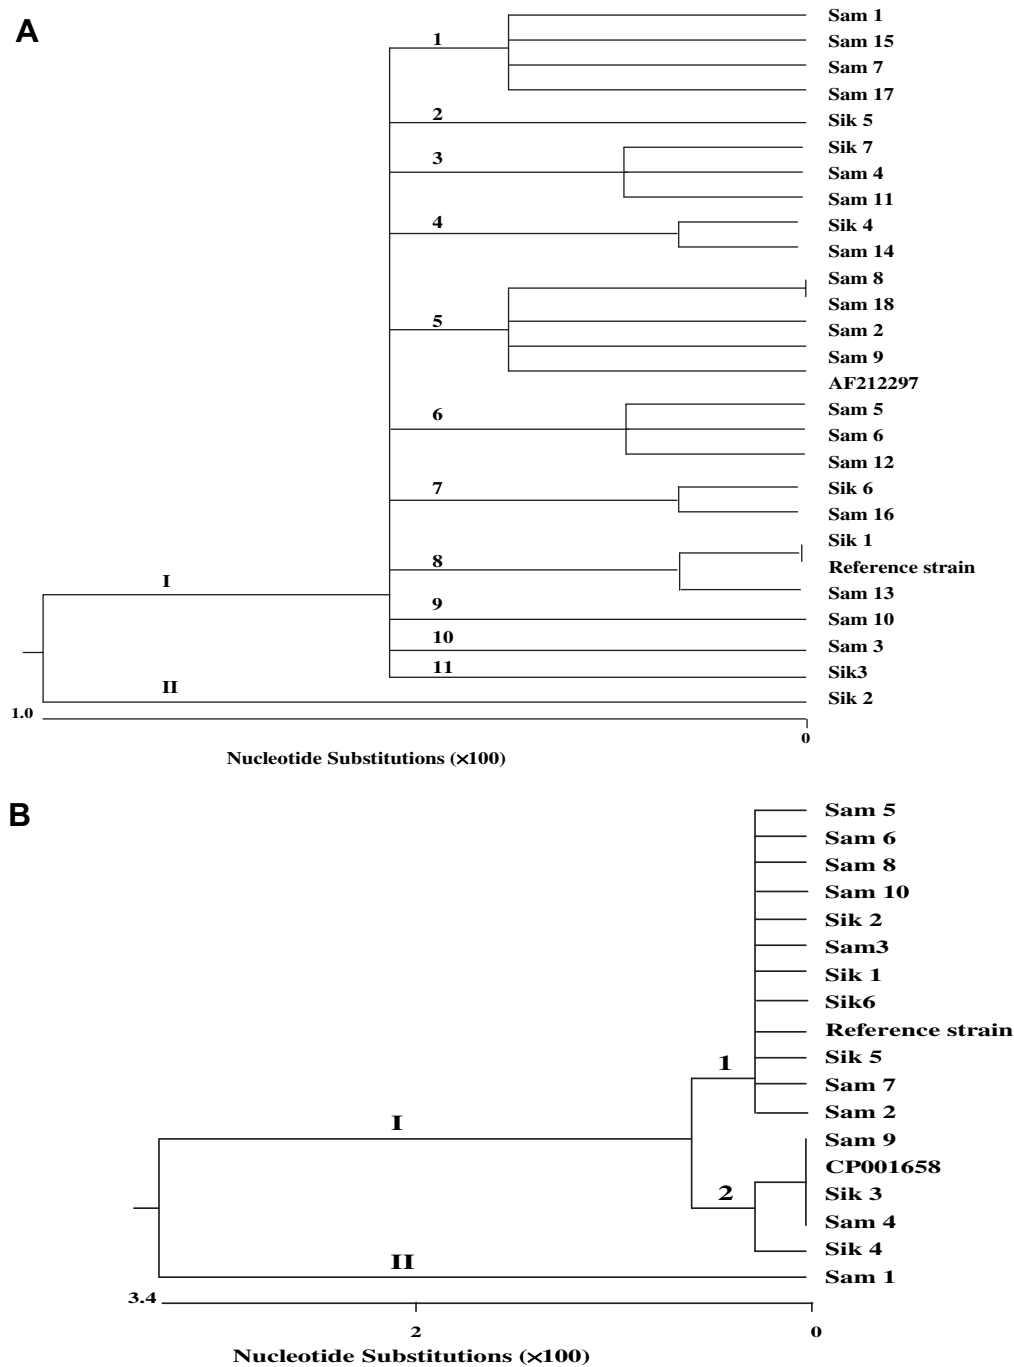 A
1
Sam 1
Sam 15
Sam 7
Sam 17
2
Sik 5
3
Sik 7
Sam 4
Sam 11
4
Sik 4
Sam 14
5
Sam 8
Sam 18
Sam 2
Sam 9
AF212297
6
Sam 5
Sam 6
Sam 12
7
Sik 6
Sam 16
8
Sik 1
Reference strain
Sam 13
I
9
Sam 10
10
Sam 3
11
Sik3
II
Sik 2
1.0
0
Nucleotide Substitutions (×100)
B
Sam 5
Sam 6
Sam 8
Sam 10
Sik 2
Sam3
Sik 1
Sik6
Reference strain
1
Sik 5
Sam 7
Sam 2
I
Sam 9
CP001658
2
Sik 3
Sam 4
Sik 4
II
Sam 1
3.4
2
0
Nucleotide Substitutions (×100)